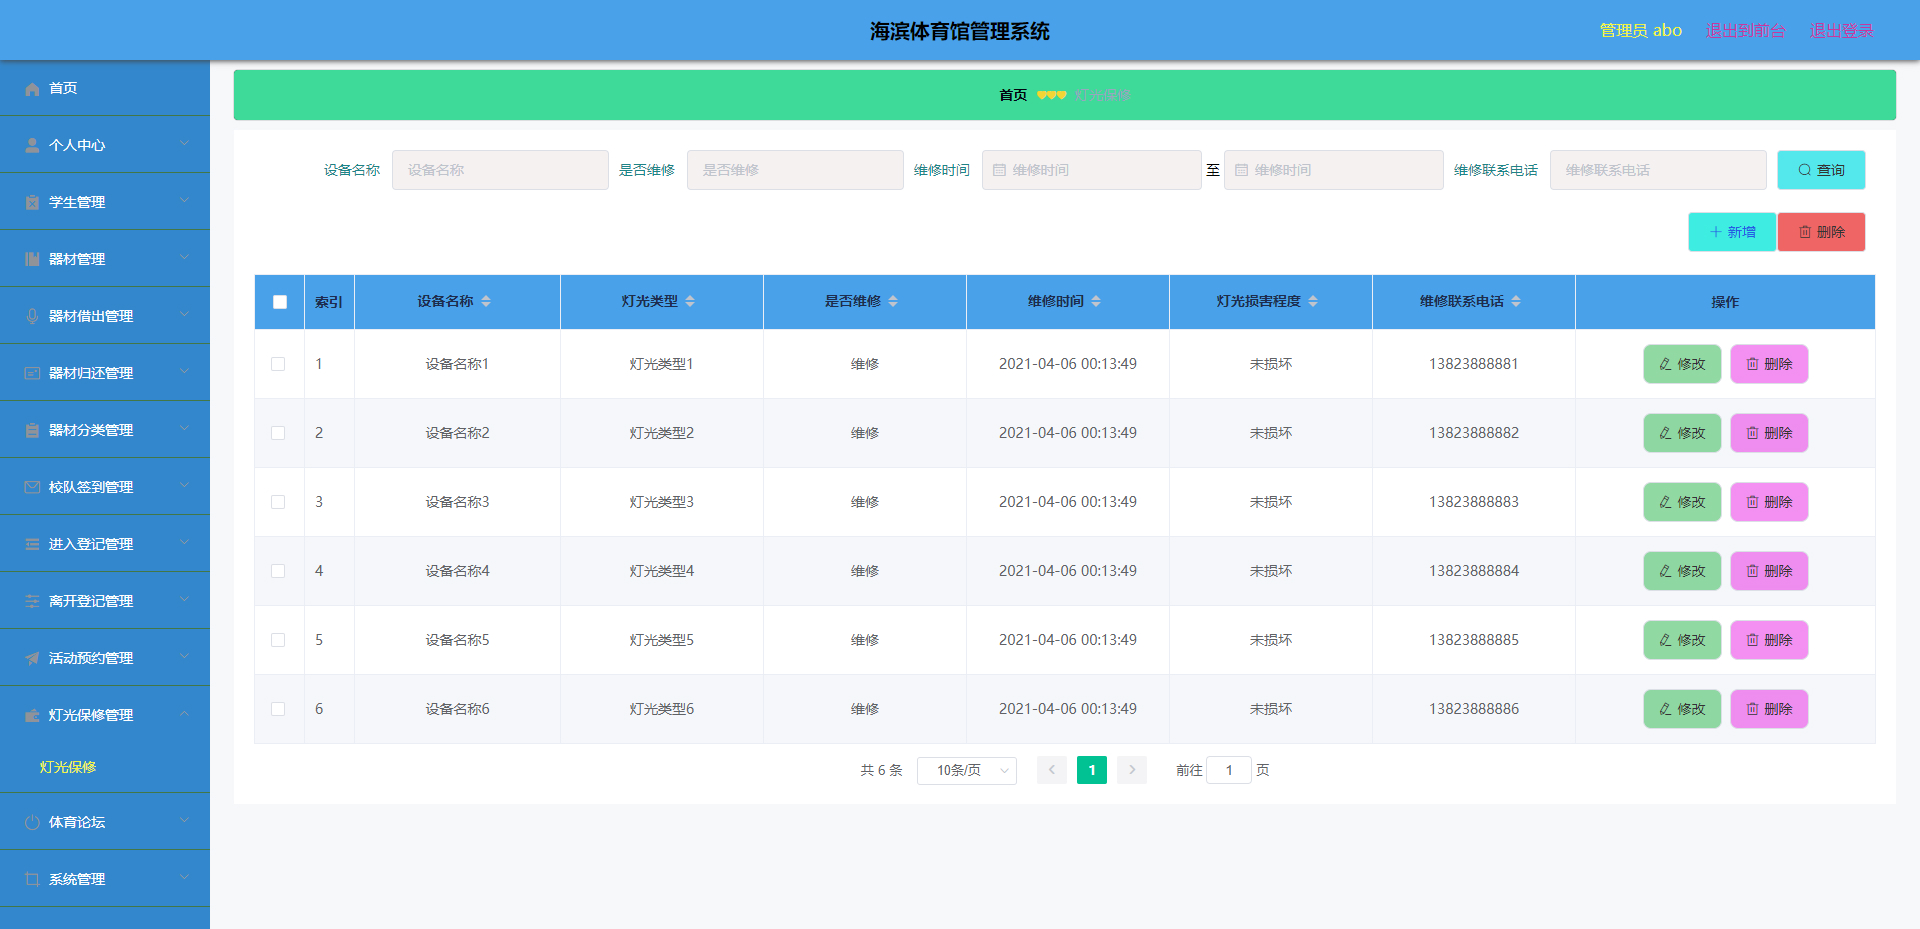 海滨体育馆管理系统
管理员 abo 退出到前台 退出登录
首页
个人中心
学生管理
器材管理
器材借出管理
器材归还管理
器材分类管理
校队签到管理
进入登记管理
离开登记管理
活动预约管理
灯光保修管理
灯光保修
体育论坛
系统管理
首页 灯光保修
设备名称 设备名称 是否维修 是否维修 维修时间 维修时间 至 维修时间 维修联系电话 维修联系电话 查询
新增 删除
索引 设备名称 灯光类型 是否维修 维修时间 灯光损害程度 维修联系电话 操作
1 设备名称1 灯光类型1 维修 2021-04-06 00:13:49 未损坏 13823888881 修改 删除
2 设备名称2 灯光类型2 维修 2021-04-06 00:13:49 未损坏 13823888882 修改 删除
3 设备名称3 灯光类型3 维修 2021-04-06 00:13:49 未损坏 13823888883 修改 删除
4 设备名称4 灯光类型4 维修 2021-04-06 00:13:49 未损坏 13823888884 修改 删除
5 设备名称5 灯光类型5 维修 2021-04-06 00:13:49 未损坏 13823888885 修改 删除
6 设备名称6 灯光类型6 维修 2021-04-06 00:13:49 未损坏 13823888886 修改 删除
共 6 条 10条/页 1 前往 1 页